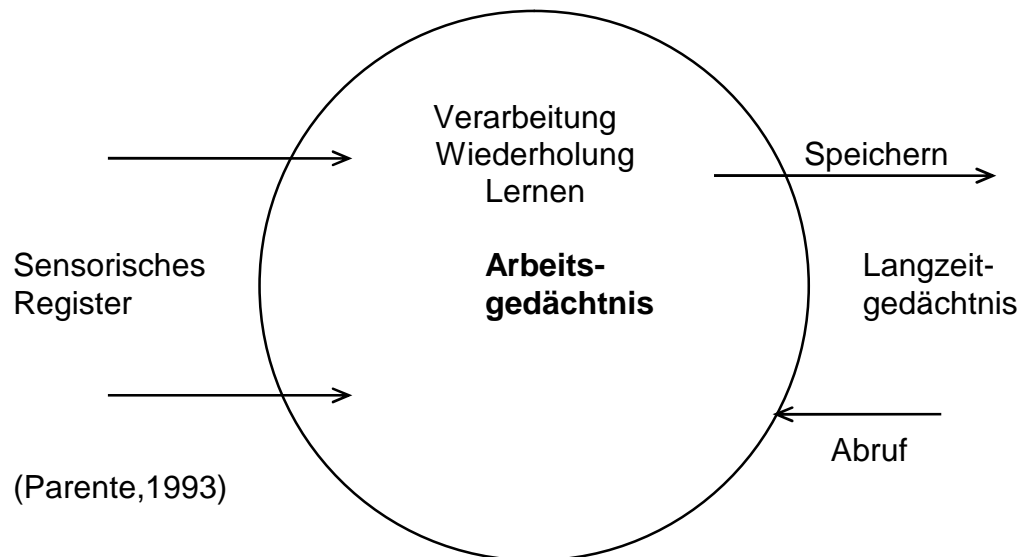 Verarbeitung
Wiederholung
Lernen
Speichern
Sensorisches
Register
Arbeits-
gedächtnis
Langzeit-
gedächtnis
Abruf
(Parente,1993)